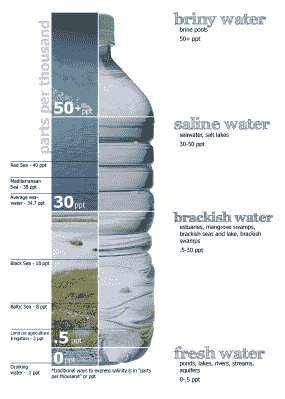 parts per thousand
briny water
brine pools
50+ ppt
50+ppt
saline water
seawater, salt lakes
30-50 ppt
Red Sea - 40 ppt
Mediterranean
Sea - 38 ppt
Average sea-
water - 34.7 ppt
30 ppt
brackish water
estuaries, mangrove swamps,
brackish seas and lake, brackish
swamps
.5-30 ppt
Black Sea - 18 ppt
Baltic Sea - 8 ppt
Limit on agriculture
irrigation - 2 ppt
.5 ppt
fresh water
ponds, lakes, rivers, streams,
aquifers
0-.5 ppt
0 ppt
Drinking
water - .1 ppt
*traditional ways to express salinity is in "parts
per thousand" or ppt